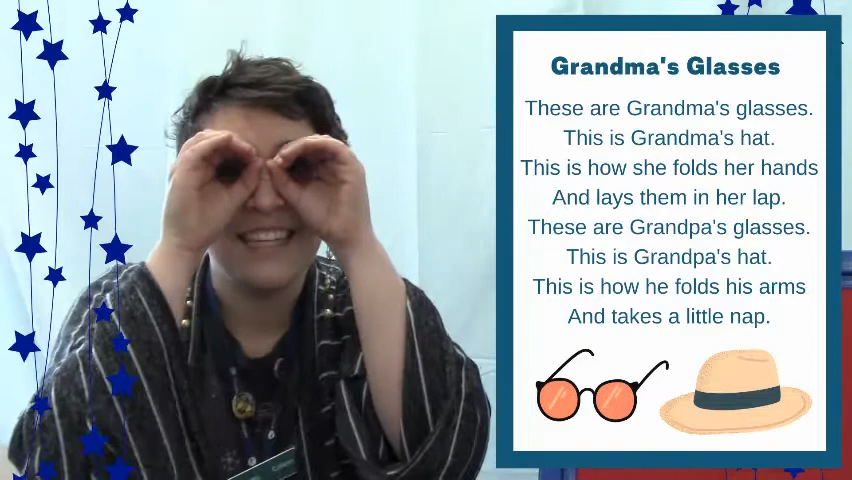 Grandma's Glasses
These are Grandma's glasses.
This is Grandma's hat.
This is how she folds her hands
And lays them in her lap.
These are Grandpa's glasses.
This is Grandpa's hat.
This is how he folds his arms
And takes a little nap.